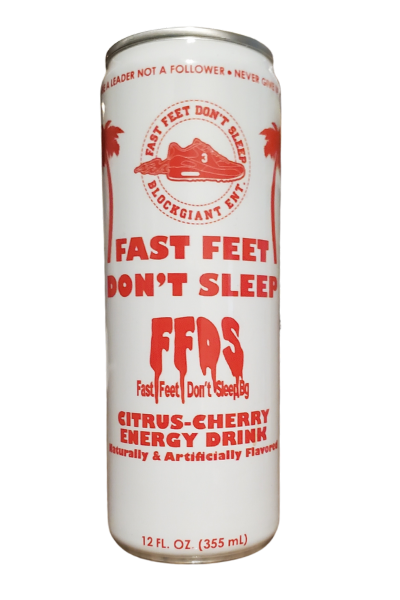 A LEADER NOT A FOLLOWER • NEVER
FAST FEET DON'T SLEEP
3
BLOCKGIANT ENT.
FAST FEET
DON'T SLEEP
FFDS
Fast Feet Don't Sleep Bg
CITRUS-CHERRY
ENERGY DRINK
Naturally & Artificially Flavored
12 FL. OZ. (355 mL)